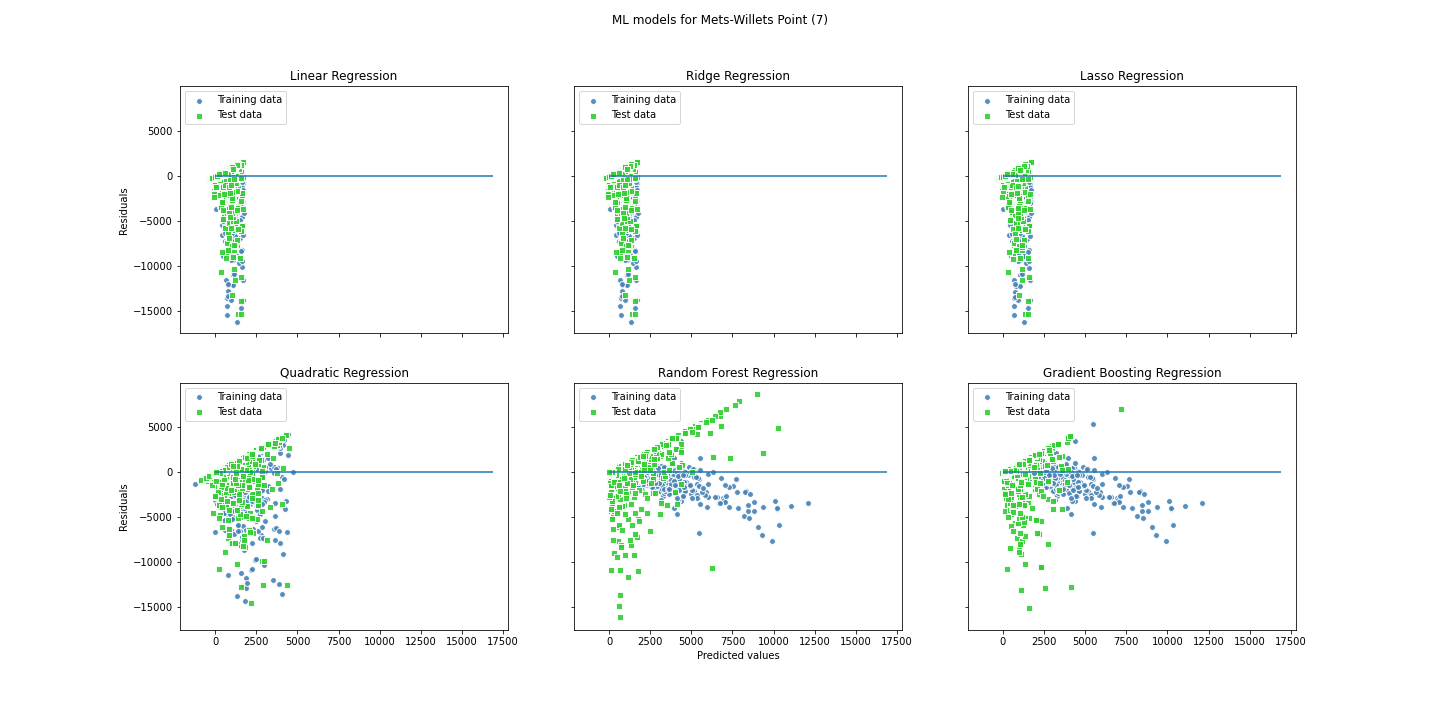 ML models for Mets-Willets Point (7)
Linear Regression
Training data
Test data
5000
0
−5000
−10000
−15000
Residuals
Ridge Regression
Training data
Test data
Lasso Regression
Training data
Test data
Quadratic Regression
Training data
Test data
5000
0
−5000
−10000
−15000
Residuals
0 2500 5000 7500 10000 12500 15000 17500
Random Forest Regression
Training data
Test data
0 2500 5000 7500 10000 12500 15000 17500
Predicted values
Gradient Boosting Regression
Training data
Test data
0 2500 5000 7500 10000 12500 15000 17500